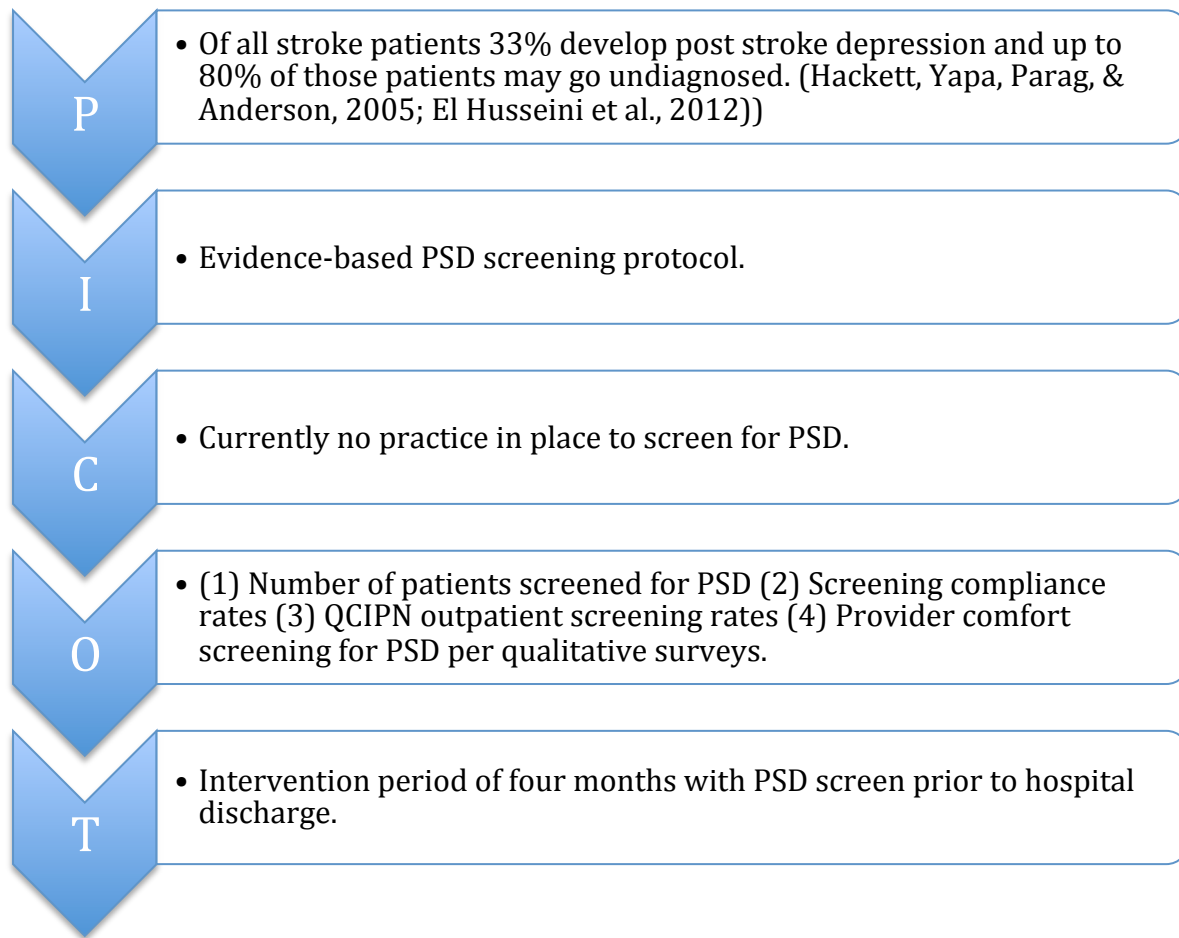 P
• Of all stroke patients 33% develop post stroke depression and up to
80% of those patients may go undiagnosed. (Hackett, Yapa, Parag, &
Anderson, 2005; El Husseini et al., 2012))
I
• Evidence-based PSD screening protocol.
C
• Currently no practice in place to screen for PSD.
O
• (1) Number of patients screened for PSD (2) Screening compliance
rates (3) QCIPN outpatient screening rates (4) Provider comfort
screening for PSD per qualitative surveys.
T
• Intervention period of four months with PSD screen prior to hospital
discharge.